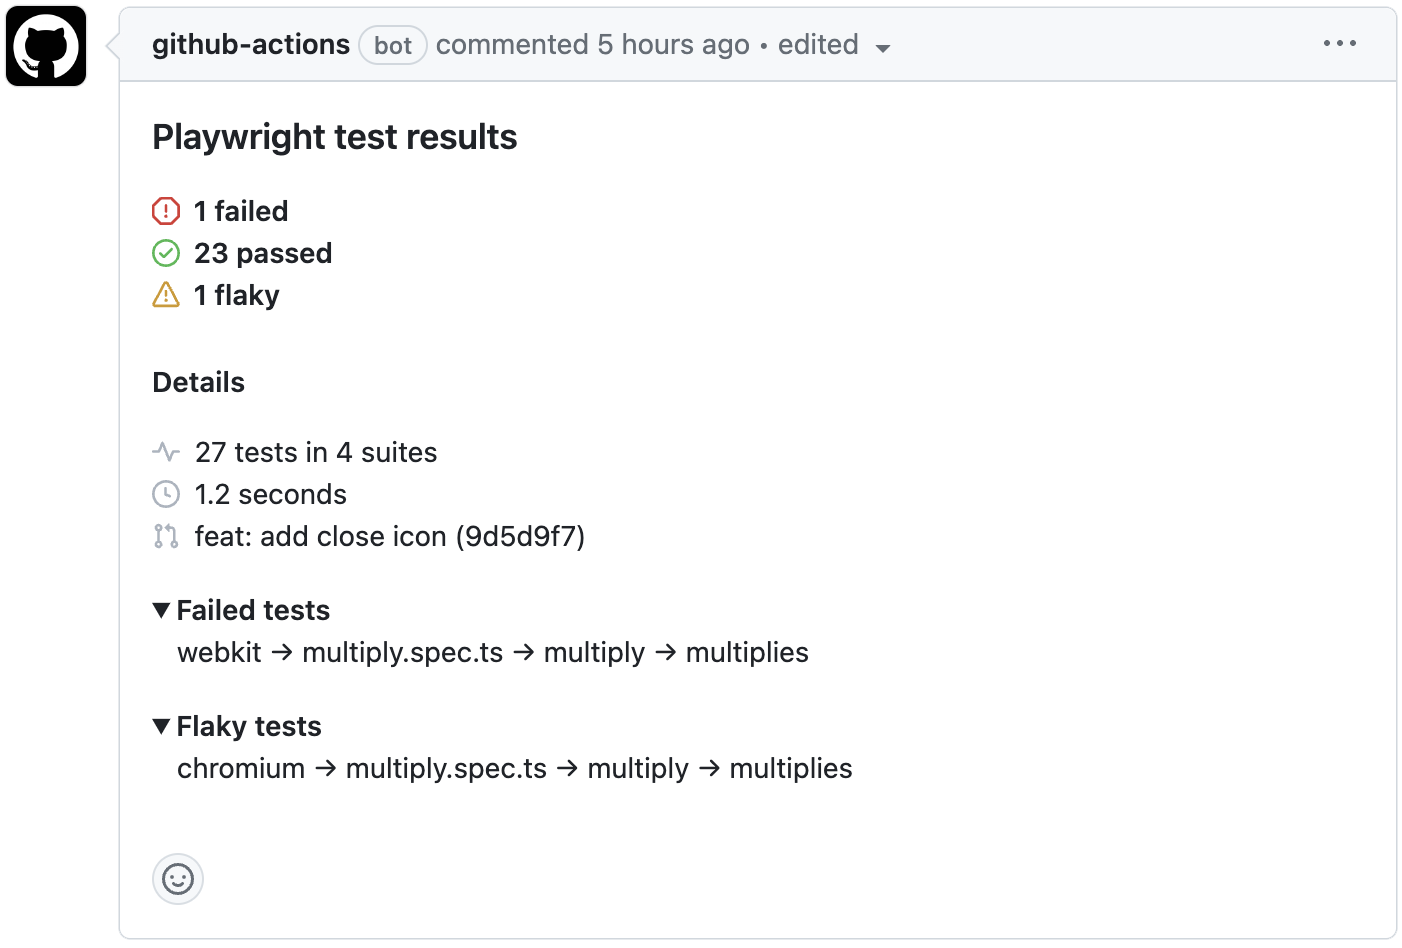 github-actions bot commented 5 hours ago • edited
Playwright test results
1 failed
23 passed
1 flaky
Details
27 tests in 4 suites
1.2 seconds
feat: add close icon (9d5d9f7)
Failed tests
webkit → multiply.spec.ts → multiply → multiplies
Flaky tests
chromium → multiply.spec.ts → multiply → multiplies